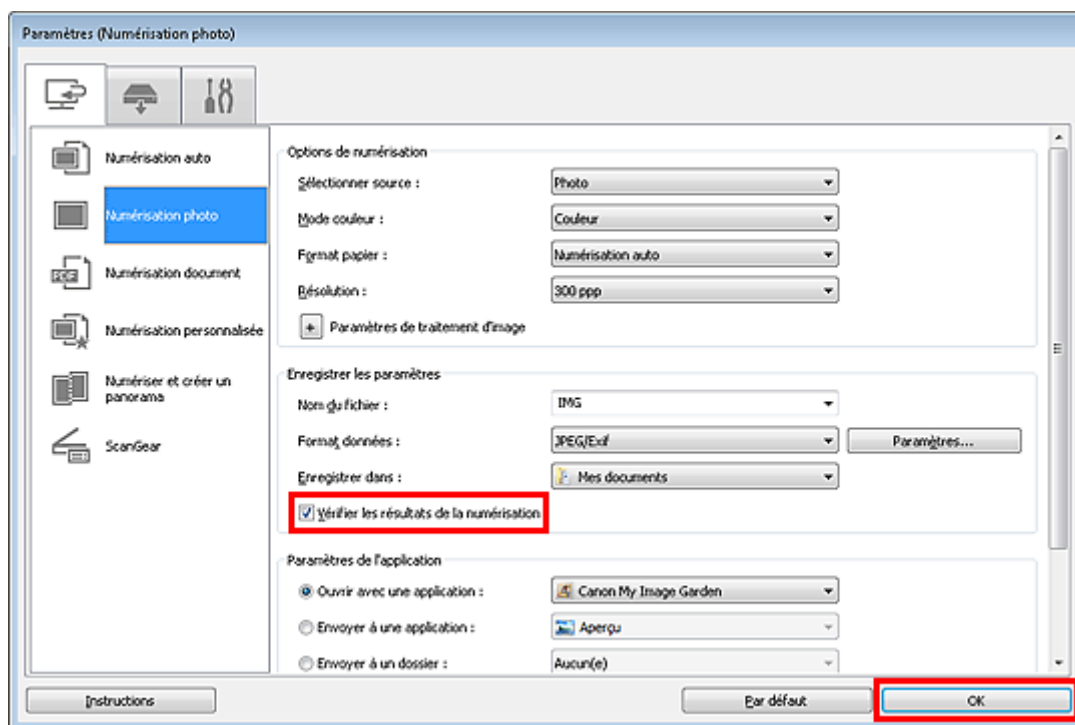 Paramètres (Numérisation photo)
Numérisation auto
Numérisation photo
PDF
Numérisation document
Numérisation personnalisée
Numériser et créer un
panorama
ScanGear
Options de numérisation
Sélectionner source : Photo
Mode couleur : Couleur
Format papier : Numérisation auto
Résolution : 300 ppp
+ Paramètres de traitement d'image
Enregistrer les paramètres
Nom du fichier : IMG
Format données : JPEG/Exif Paramètres...
Enregistrer dans : Mes documents
Vérifier les résultats de la numérisation
Paramètres de l'application
Ouvrir avec une application : Canon My Image Garden
Envoyer à une application : Aperçu
Envoyer à un dossier : Aucun(e)
Instructions Par défaut OK